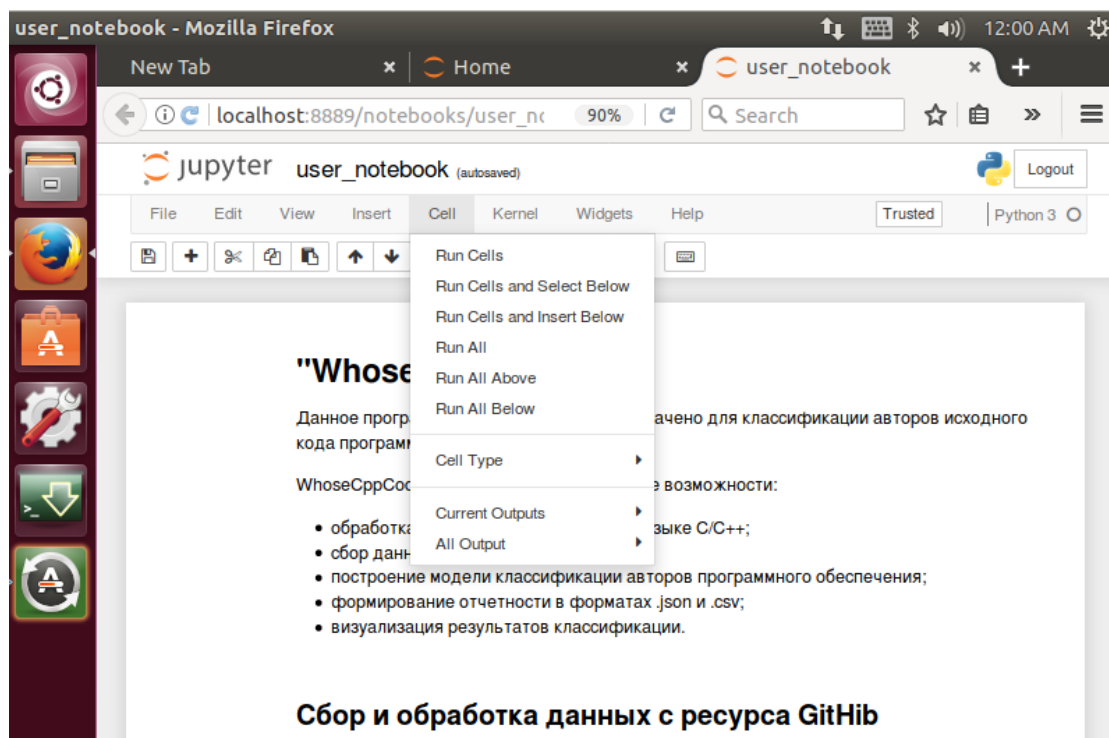 user_notebook - Mozilla Firefox 12:00 AM
New Tab Home user_notebook
localhost:8889/notebooks/user_no 90% Search
jupyter user_notebook (autosaved) Logout
File Edit View Insert Cell Kernel Widgets Help Trusted Python 3
Run Cells
Run Cells and Select Below
Run Cells and Insert Below
Run All
Run All Above
Run All Below
Cell Type
Current Outputs
All Output
"Whose
Данное прогр ачено для классификации авторов исходного
кода программ
WhoseCppCod е возможности:
обработка зыке C/C++;
сбор данн
построение модели классификации авторов программного обеспечения;
формирование отчетности в форматах .json и .csv;
визуализация результатов классификации.
Сбор и обработка данных с ресурса GitHib